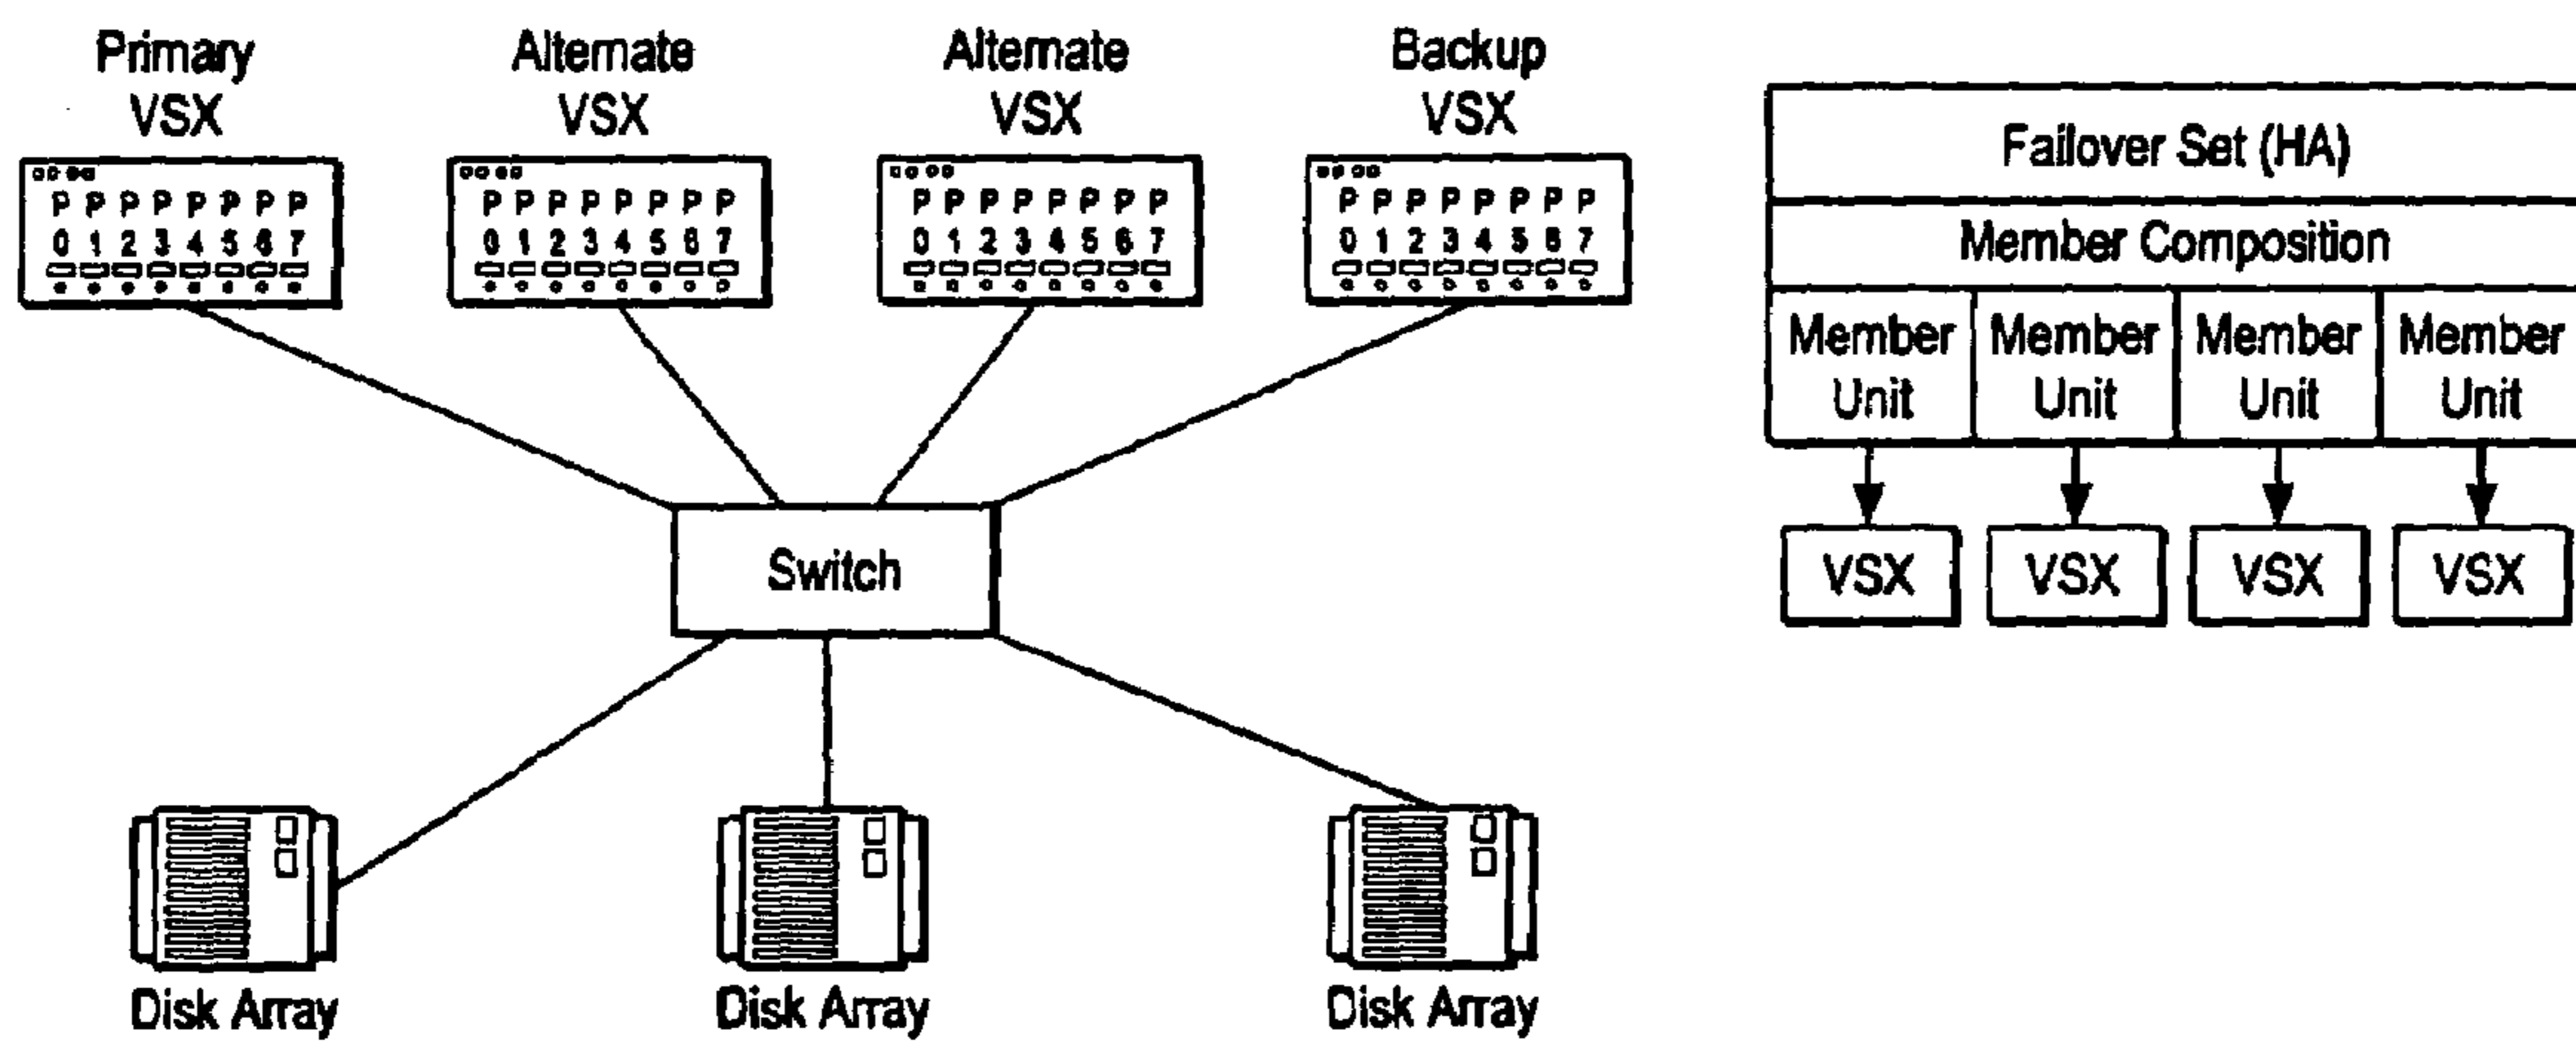 Primary
VSX
Alternate
VSX
Alternate
VSX
Backup
VSX
P P P P P P P P
0 1 2 3 4 5 6 7
P P P P P P P P
0 1 2 3 4 5 6 7
P P P P P P P P
0 1 2 3 4 5 6 7
P P P P P P P P
0 1 2 3 4 5 6 7
Switch
Disk Array
Disk Array
Disk Array
Failover Set (HA)
Member Composition
Member
Unit
Member
Unit
Member
Unit
Member
Unit
VSX
VSX
VSX
VSX